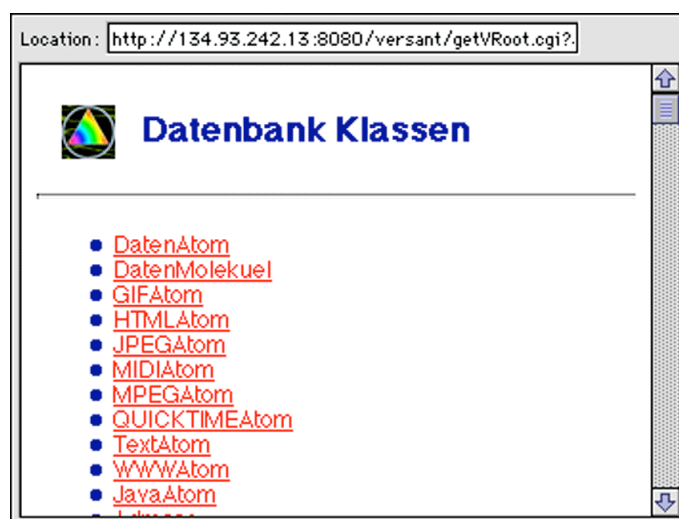 Location: http://134.93.242.13:8080/versant/getVRoot.cgi?.
Datenbank Klassen
DatenAtom
DatenMolekuel
GIFAtom
HTMLAtom
JPEGAtom
MIDIAtom
MPEGAtom
QUICKTIMEAtom
TextAtom
WWWAtom
JavaAtom